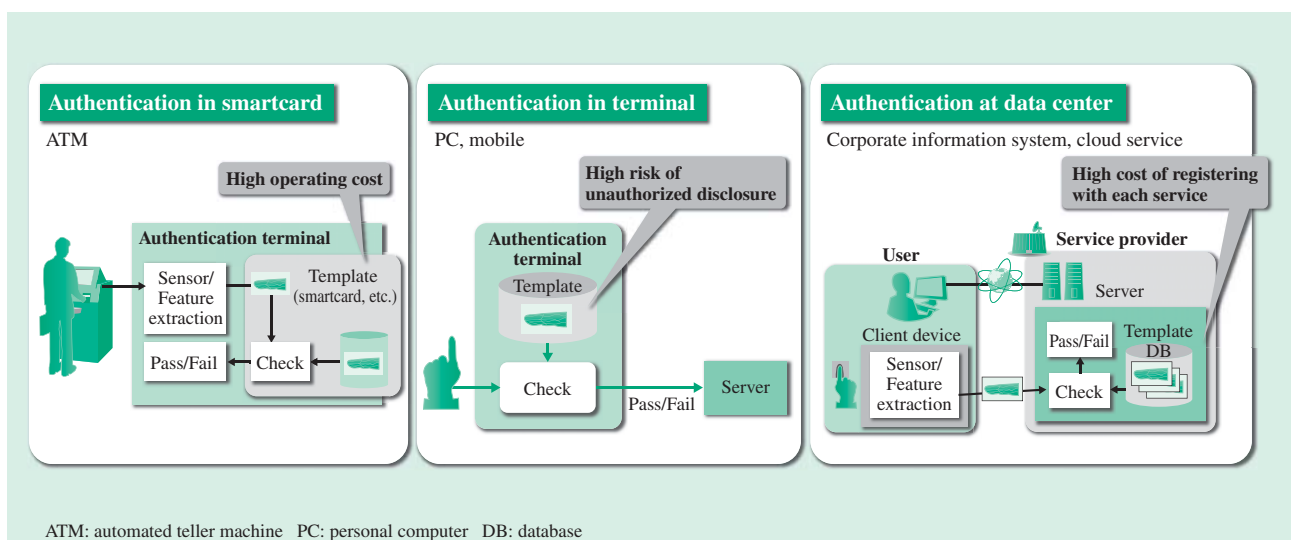 Authentication in smartcard
ATM
High operating cost
Authentication terminal
Sensor/
Feature
extraction
Template
(smartcard, etc.)
Pass/Fail
Check
Authentication in terminal
PC, mobile
High risk of
unauthorized disclosure
Authentication
terminal
Template
Check
Pass/Fail
Server
Authentication at data center
Corporate information system, cloud service
High cost of registering
with each service
Service provider
User
Server
Client device
Sensor/
Feature
extraction
Pass/Fail
Template
DB
Check
ATM: automated teller machine PC: personal computer DB: database